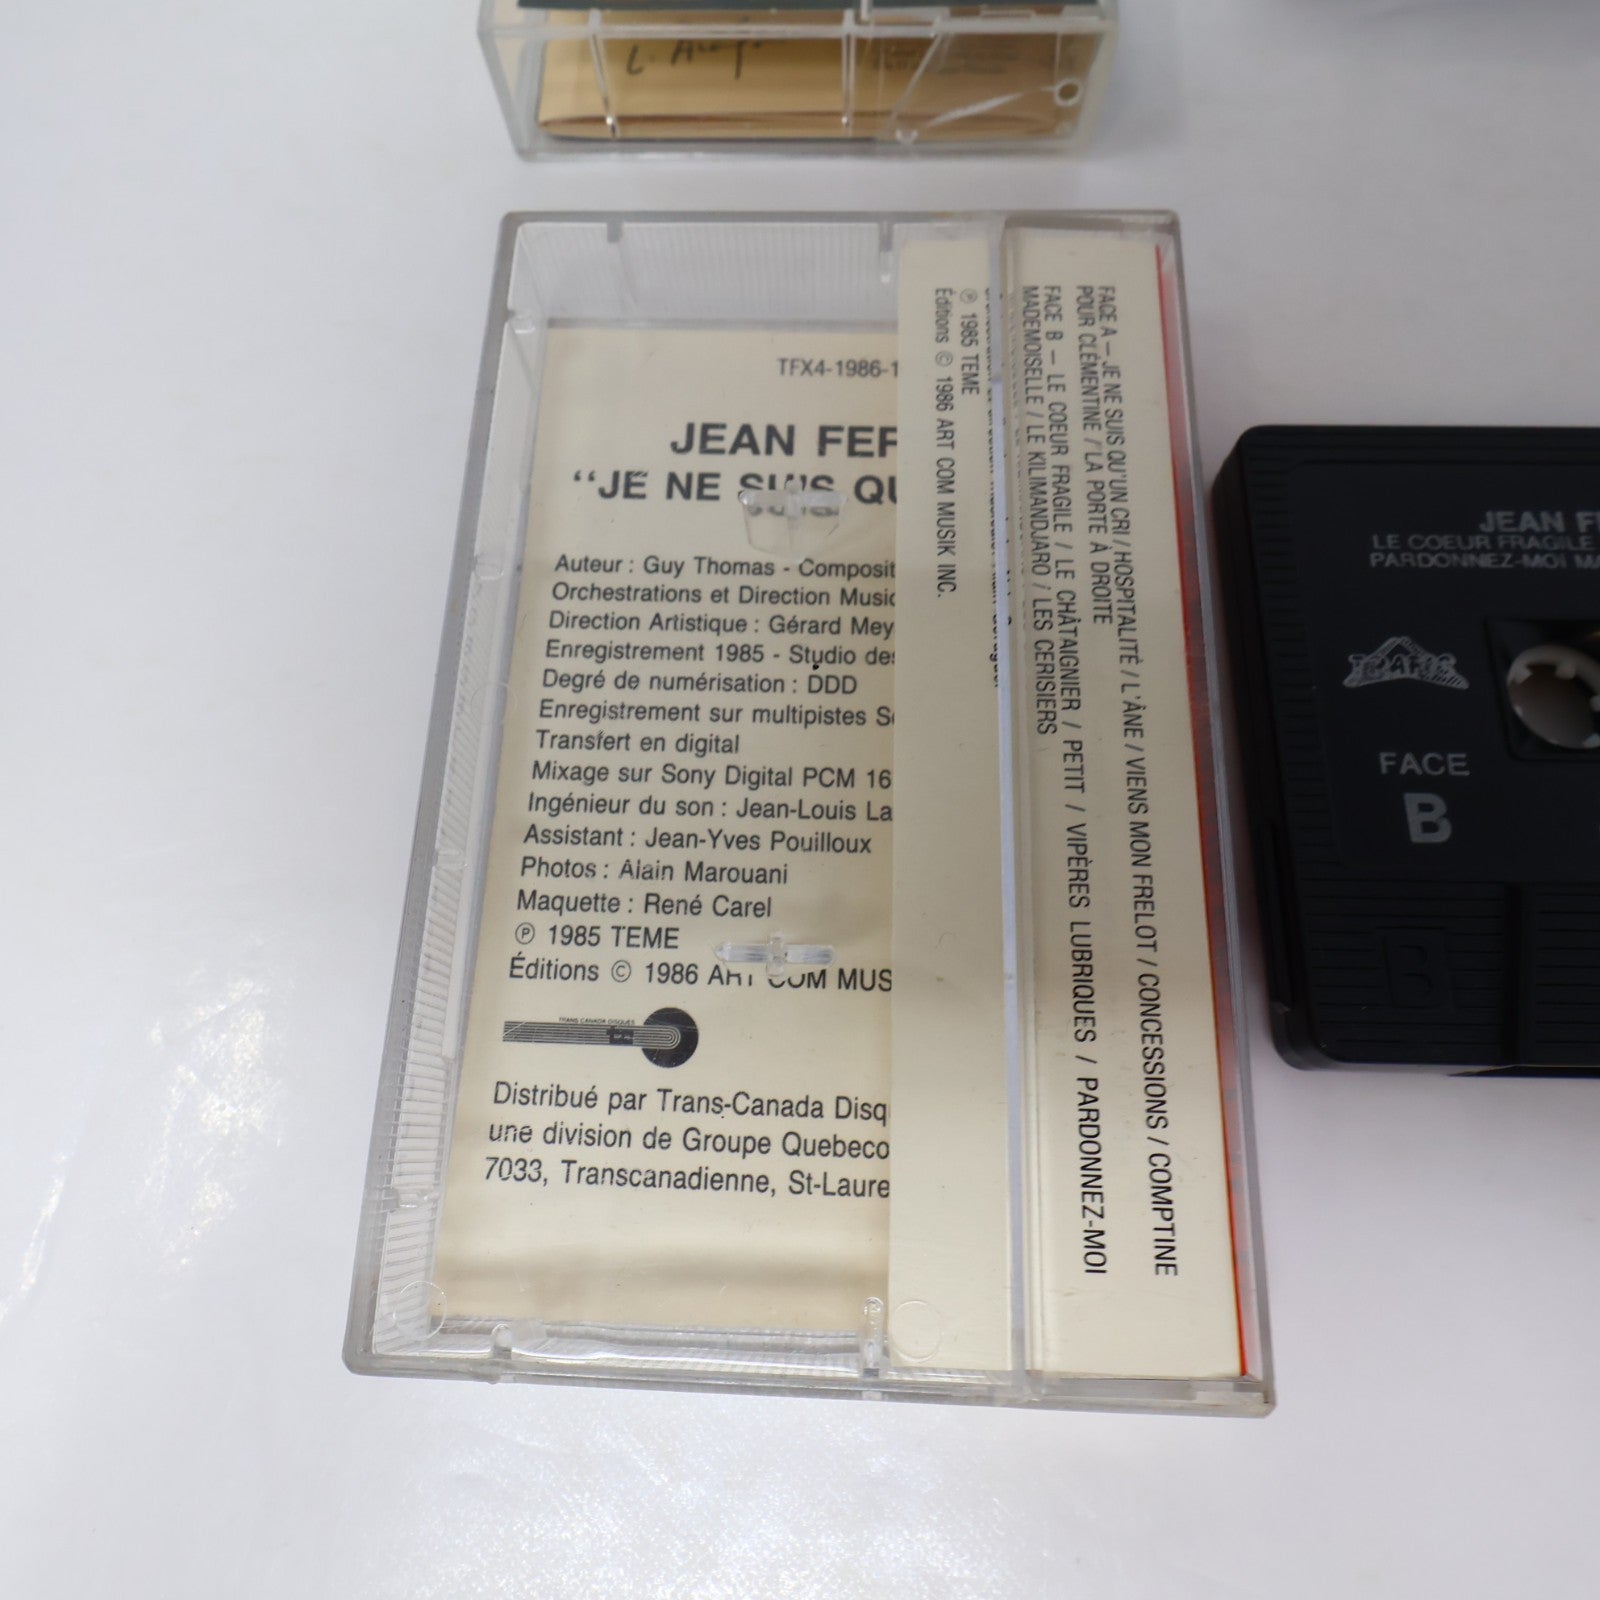 TFX4-1986-1
JEAN FER
“JE NE SUIS QU
Auteur : Guy Thomas - Composit
Orchestrations et Direction Music
Direction Artistique : Gérard Mey
Enregistrement 1985 - Studio des
Degré de numérisation : DDD
Enregistrement sur multipistes S
Transfert en digital
Mixage sur Sony Digital PCM 16
Ingénieur du son : Jean-Louis La
Assistant : Jean-Yves Pouilloux
Photos : Alain Marouani
Maquette : René Carel
℗ 1985 TEME
Éditions © 1986 ART COM MUS
TRANS CANADA DISQUES
Distribué par Trans-Canada Disq
une division de Groupe Quebeco
7033, Transcanadienne, St-Laure
FACE A — JE NE SUIS QU'UN CRI / HOSPITALITÉ / L'ÂNE / VIENS MON FRELOT / CONCESSIONS / COMPTINE
POUR CLÉMENTINE / LA PORTE À DROITE
FACE B — LE COEUR FRAGILE / LE CHÂTAIGNIER / PETIT / VIPÈRES LUBRIQUES / PARDONNEZ-MOI
MADEMOISELLE / LE KILIMANDJARO / LES CERISIERS
℗ 1985 TEME
Éditions © 1986 ART COM MUSIK INC.
JEAN F
LE COEUR FRAGILE
PARDONNEZ-MOI MA
FACE
B
B